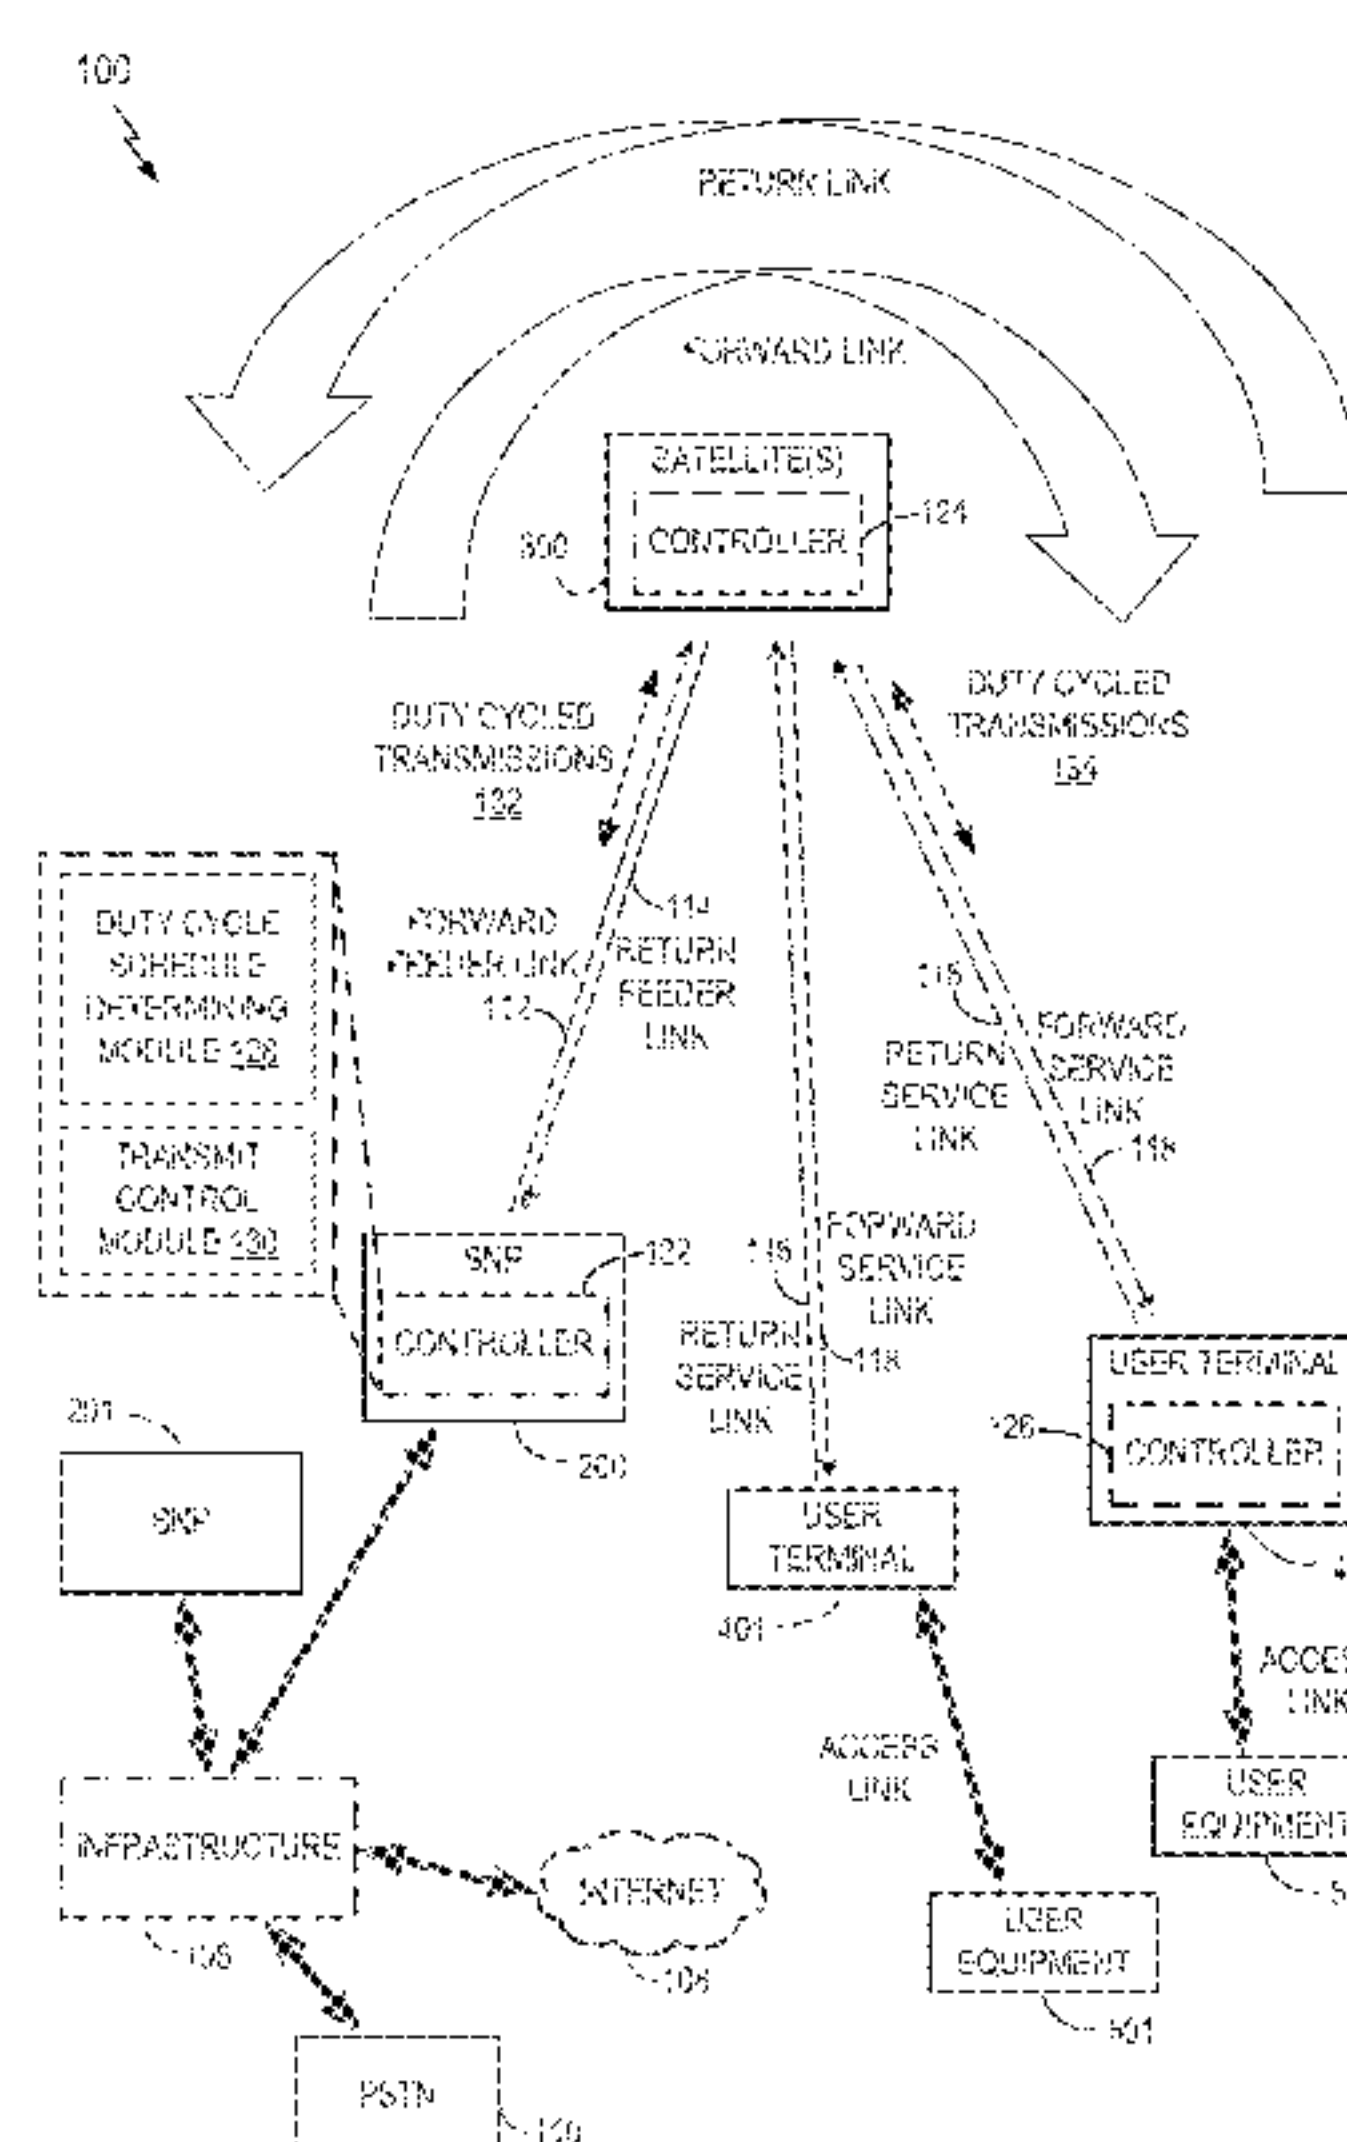 100
RETURN LINK
FORWARD LINK
SATELLITE(S)
CONTROLLER
124
300
DUTY CYCLED
TRANSMISSIONS
132
DUTY CYCLED
TRANSMISSIONS
134
DUTY CYCLE
SCHEDULE
DETERMINING
MODULE 128
TRANSMIT
CONTROL
MODULE 130
FORWARD
FEEDER LINK
112
114
RETURN
FEEDER
LINK
116
RETURN
SERVICE
LINK
FORWARD
SERVICE
LINK
118
SNP
122
CONTROLLER
200
116
RETURN
SERVICE
LINK
FORWARD
SERVICE
LINK
118
USER TERMINAL
CONTROLLER
126
201
SNP
USER
TERMINAL
401
ACCESS
LINK
LINK
USER
EQUIPMENT
USER
EQUIPMENT
501
INFRASTRUCTURE
106
INTERNET
108
PSTN
110